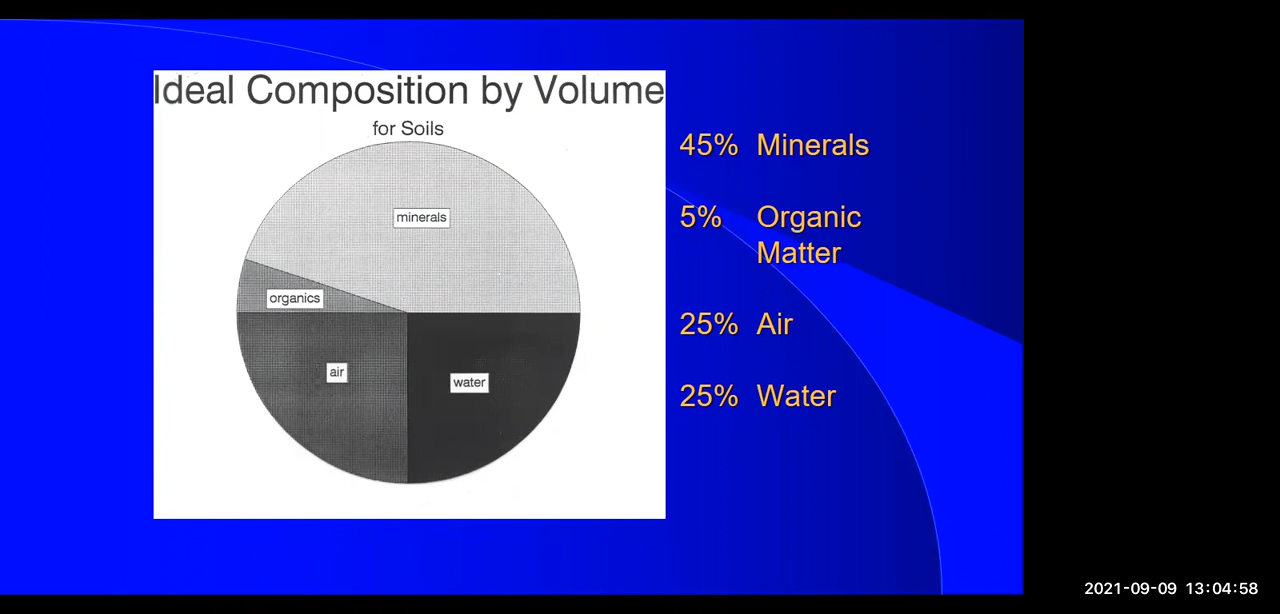 Ideal Composition by Volume
for Soils
minerals
organics
air
water
45% Minerals
5% Organic
Matter
25% Air
25% Water
2021-09-09 13:04:58